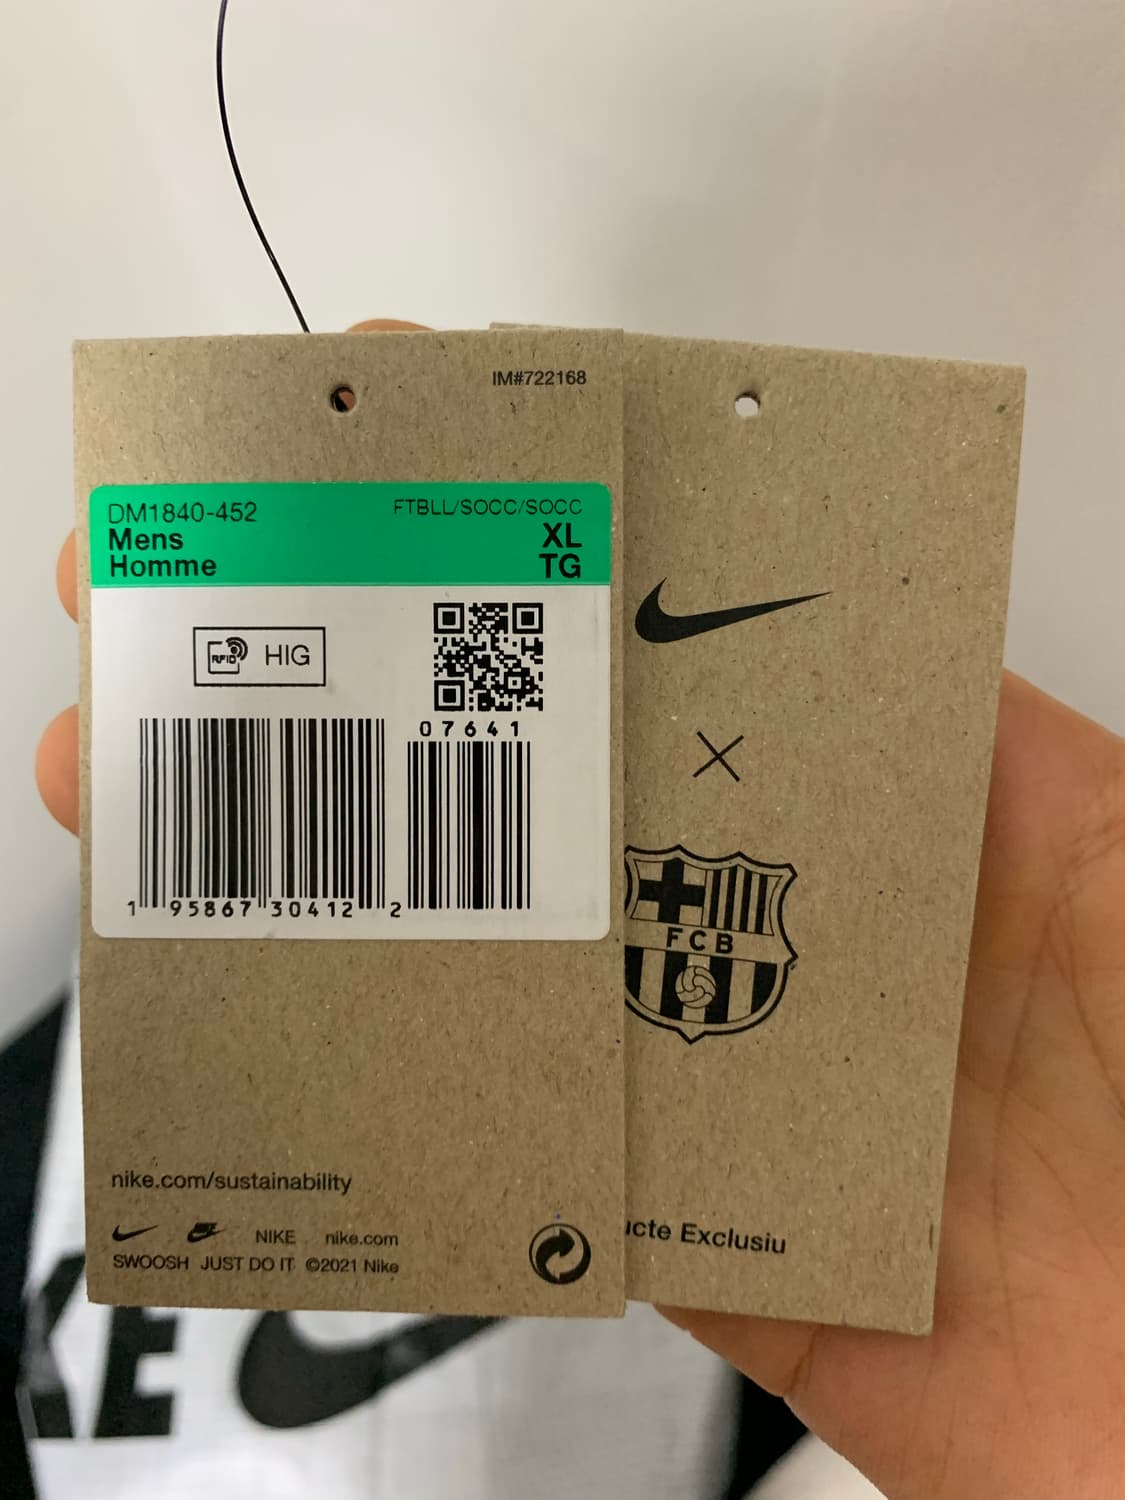 IM#722168
DM1840-452 FTBLL/SOCC/SOCC
Mens XL
Homme TG
RFID HIG
07641
1 95867 30412 2
nike.com/sustainability
NIKE nike.com
SWOOSH JUST DO IT ©2021 Nike
FCB
Exclusiu